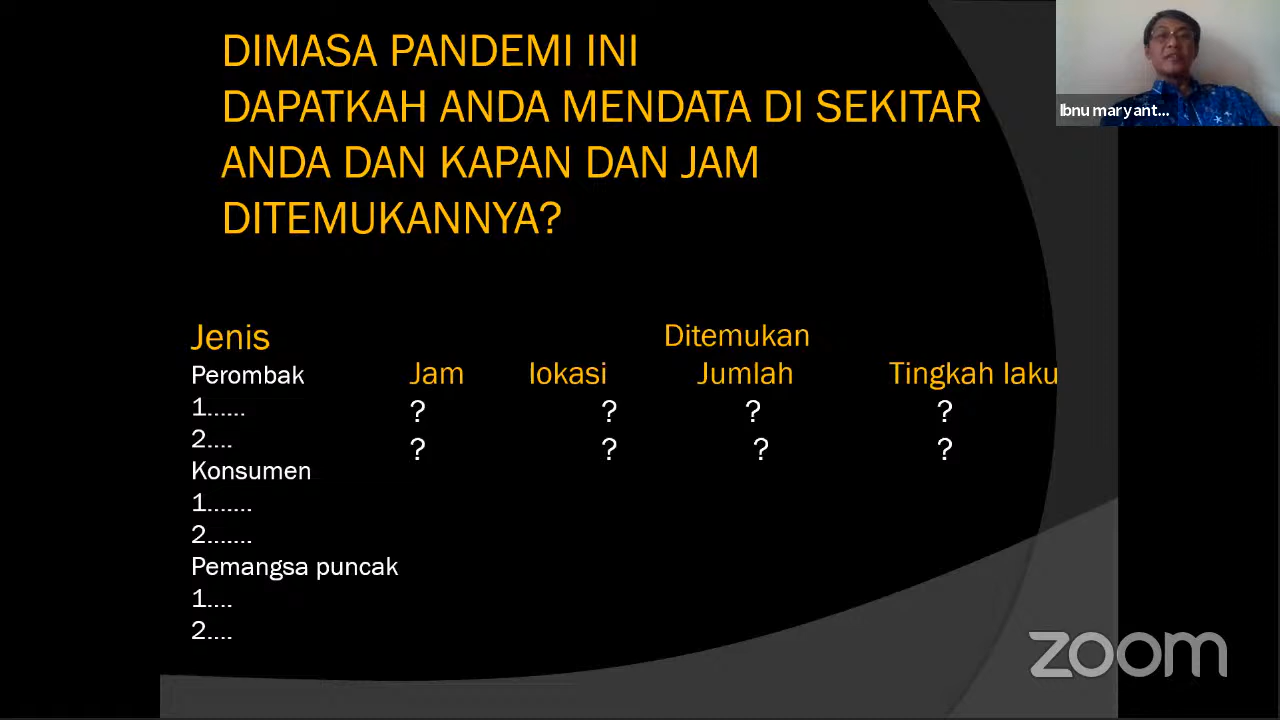 DIMASA PANDEMI INI
DAPATKAH ANDA MENDATA DI SEKITAR
ANDA DAN KAPAN DAN JAM
DITEMUKANNYA?
Ibnu maryant...
Jenis Ditemukan
Perombak Jam lokasi Jumlah Tingkah laku
1...... ? ? ? ?
2.... ? ? ? ?
Konsumen
1.......
2.......
Pemangsa puncak
1....
2....
zoom